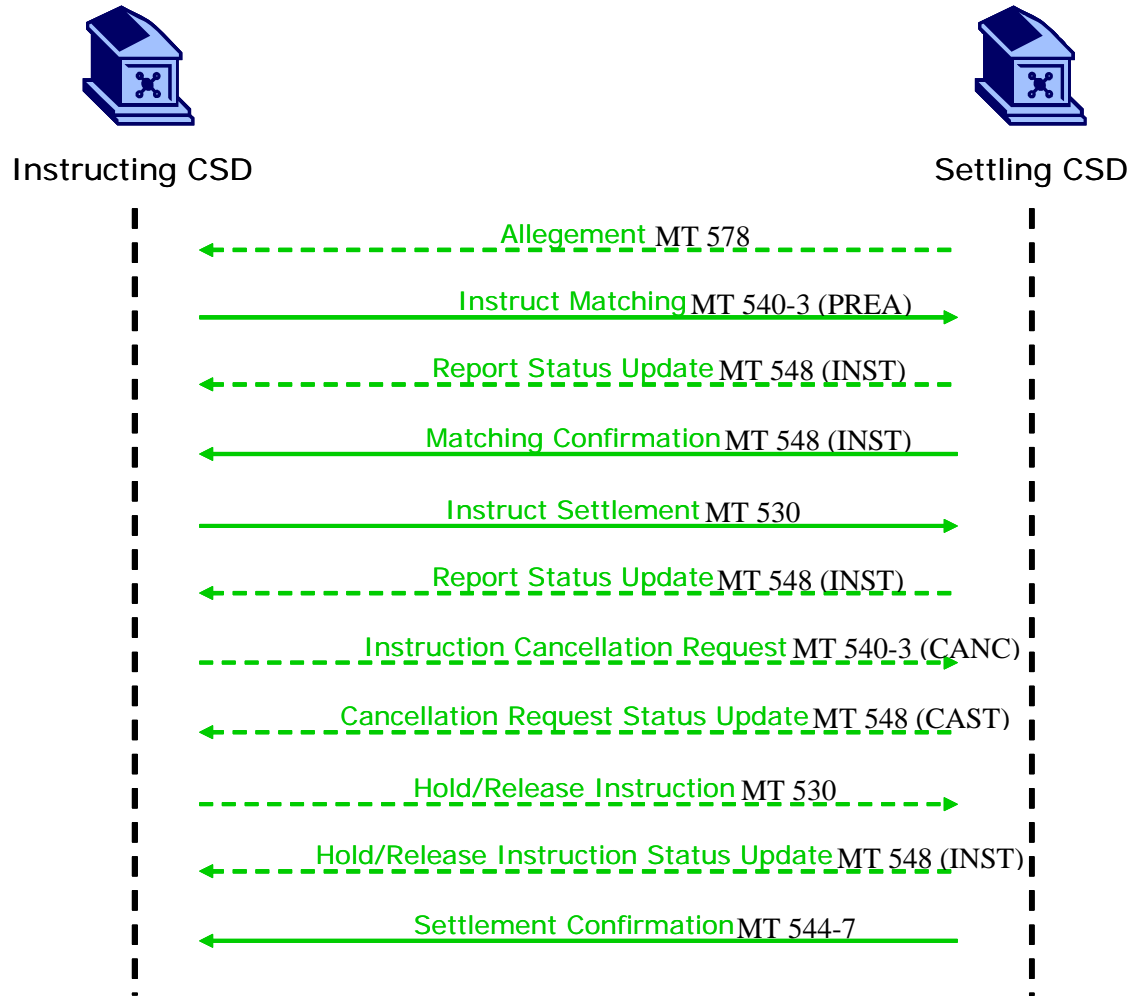 Instructing CSD
Settling CSD
Allegement MT 578
Instruct Matching MT 540-3 (PREA)
Report Status Update MT 548 (INST)
Matching Confirmation MT 548 (INST)
Instruct Settlement MT 530
Report Status Update MT 548 (INST)
Instruction Cancellation Request MT 540-3 (CANC)
Cancellation Request Status Update MT 548 (CAST)
Hold/Release Instruction MT 530
Hold/Release Instruction Status Update MT 548 (INST)
Settlement Confirmation MT 544-7